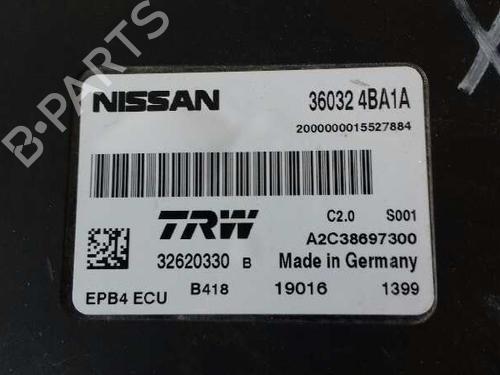 B-PARTS
NISSAN 36032 4BA1A
2000000015527884
TRW C2.0 S001
A2C38697300
32620330 B Made in Germany
EPB4 ECU B418 19016 1399